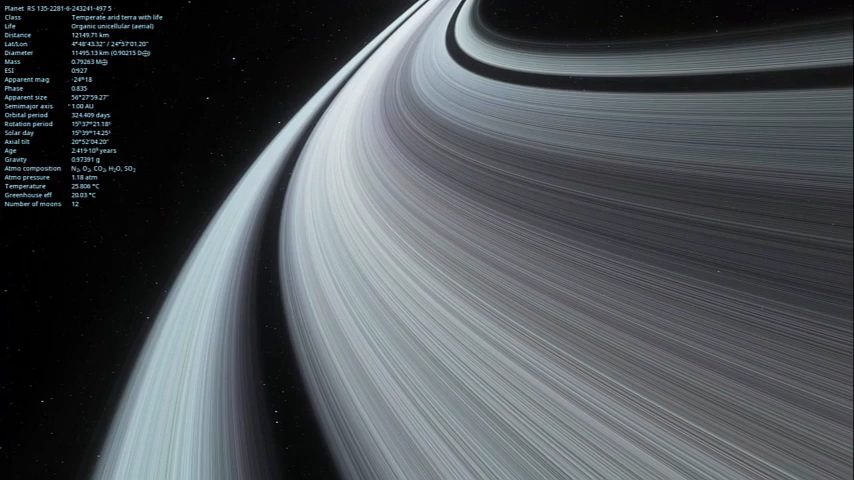 Planet RS 135-2281-6-243241-497 5
Class Temperate arid terra with life
Life Organic unicellular (aerial)
Distance 12149.71 km
Lat/Lon 4°48'43.32" / 24°37'01.20"
Diameter 11495.13 km (0.90215 D⊕)
Mass 0.79263 M⊕
ESI 0.927
Apparent mag -24ᵐ18
Phase 0.835
Apparent size 56°27'59.27"
Semimajor axis 1.00 AU
Orbital period 324.409 days
Rotation period 15ʰ37ᵐ21.18ˢ
Solar day 15ʰ39ᵐ14.25ˢ
Axial tilt 20°52'04.20"
Age 2.419·10⁹ years
Gravity 0.97391 g
Atmo composition N₂, O₂, CO₂, H₂O, SO₂
Atmo pressure 1.18 atm
Temperature 25.806 °C
Greenhouse eff 20.03 °C
Number of moons 12